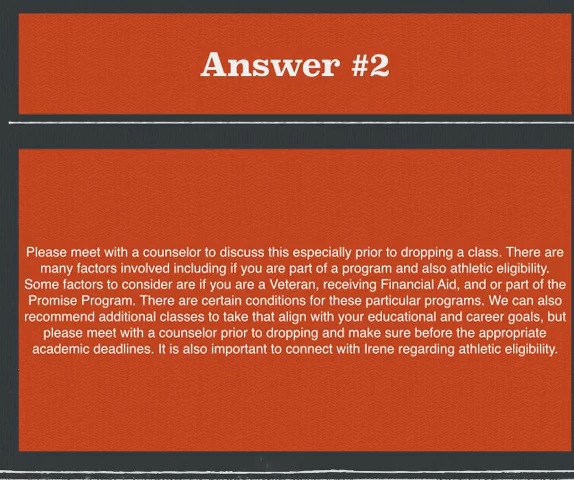 Answer #2
Please meet with a counselor to discuss this especially prior to dropping a class. There are
many factors involved including if you are part of a program and also athletic eligibility.
Some factors to consider are if you are a Veteran, receiving Financial Aid, and or part of the
Promise Program. There are certain conditions for these particular programs. We can also
recommend additional classes to take that align with your educational and career goals, but
please meet with a counselor prior to dropping and make sure before the appropriate
academic deadlines. It is also important to connect with Irene regarding athletic eligibility.